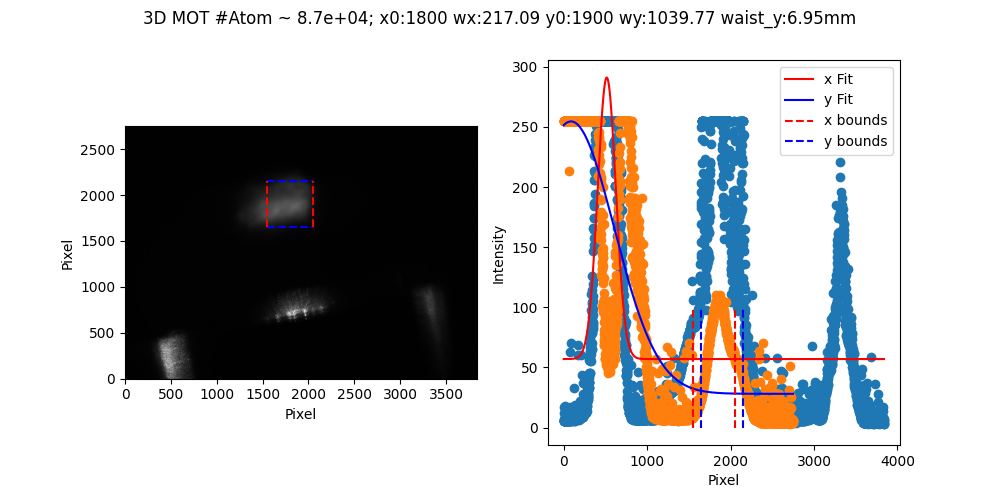 3D MOT #Atom ~ 8.7e+04; x0:1800 wx:217.09 y0:1900 wy:1039.77 waist_y:6.95mm
2500
2000
1500
1000
500
0
Pixel
0 500 1000 1500 2000 2500 3000 3500
Pixel
300
250
200
150
100
50
0
Intensity
x Fit
y Fit
x bounds
y bounds
0 1000 2000 3000 4000
Pixel